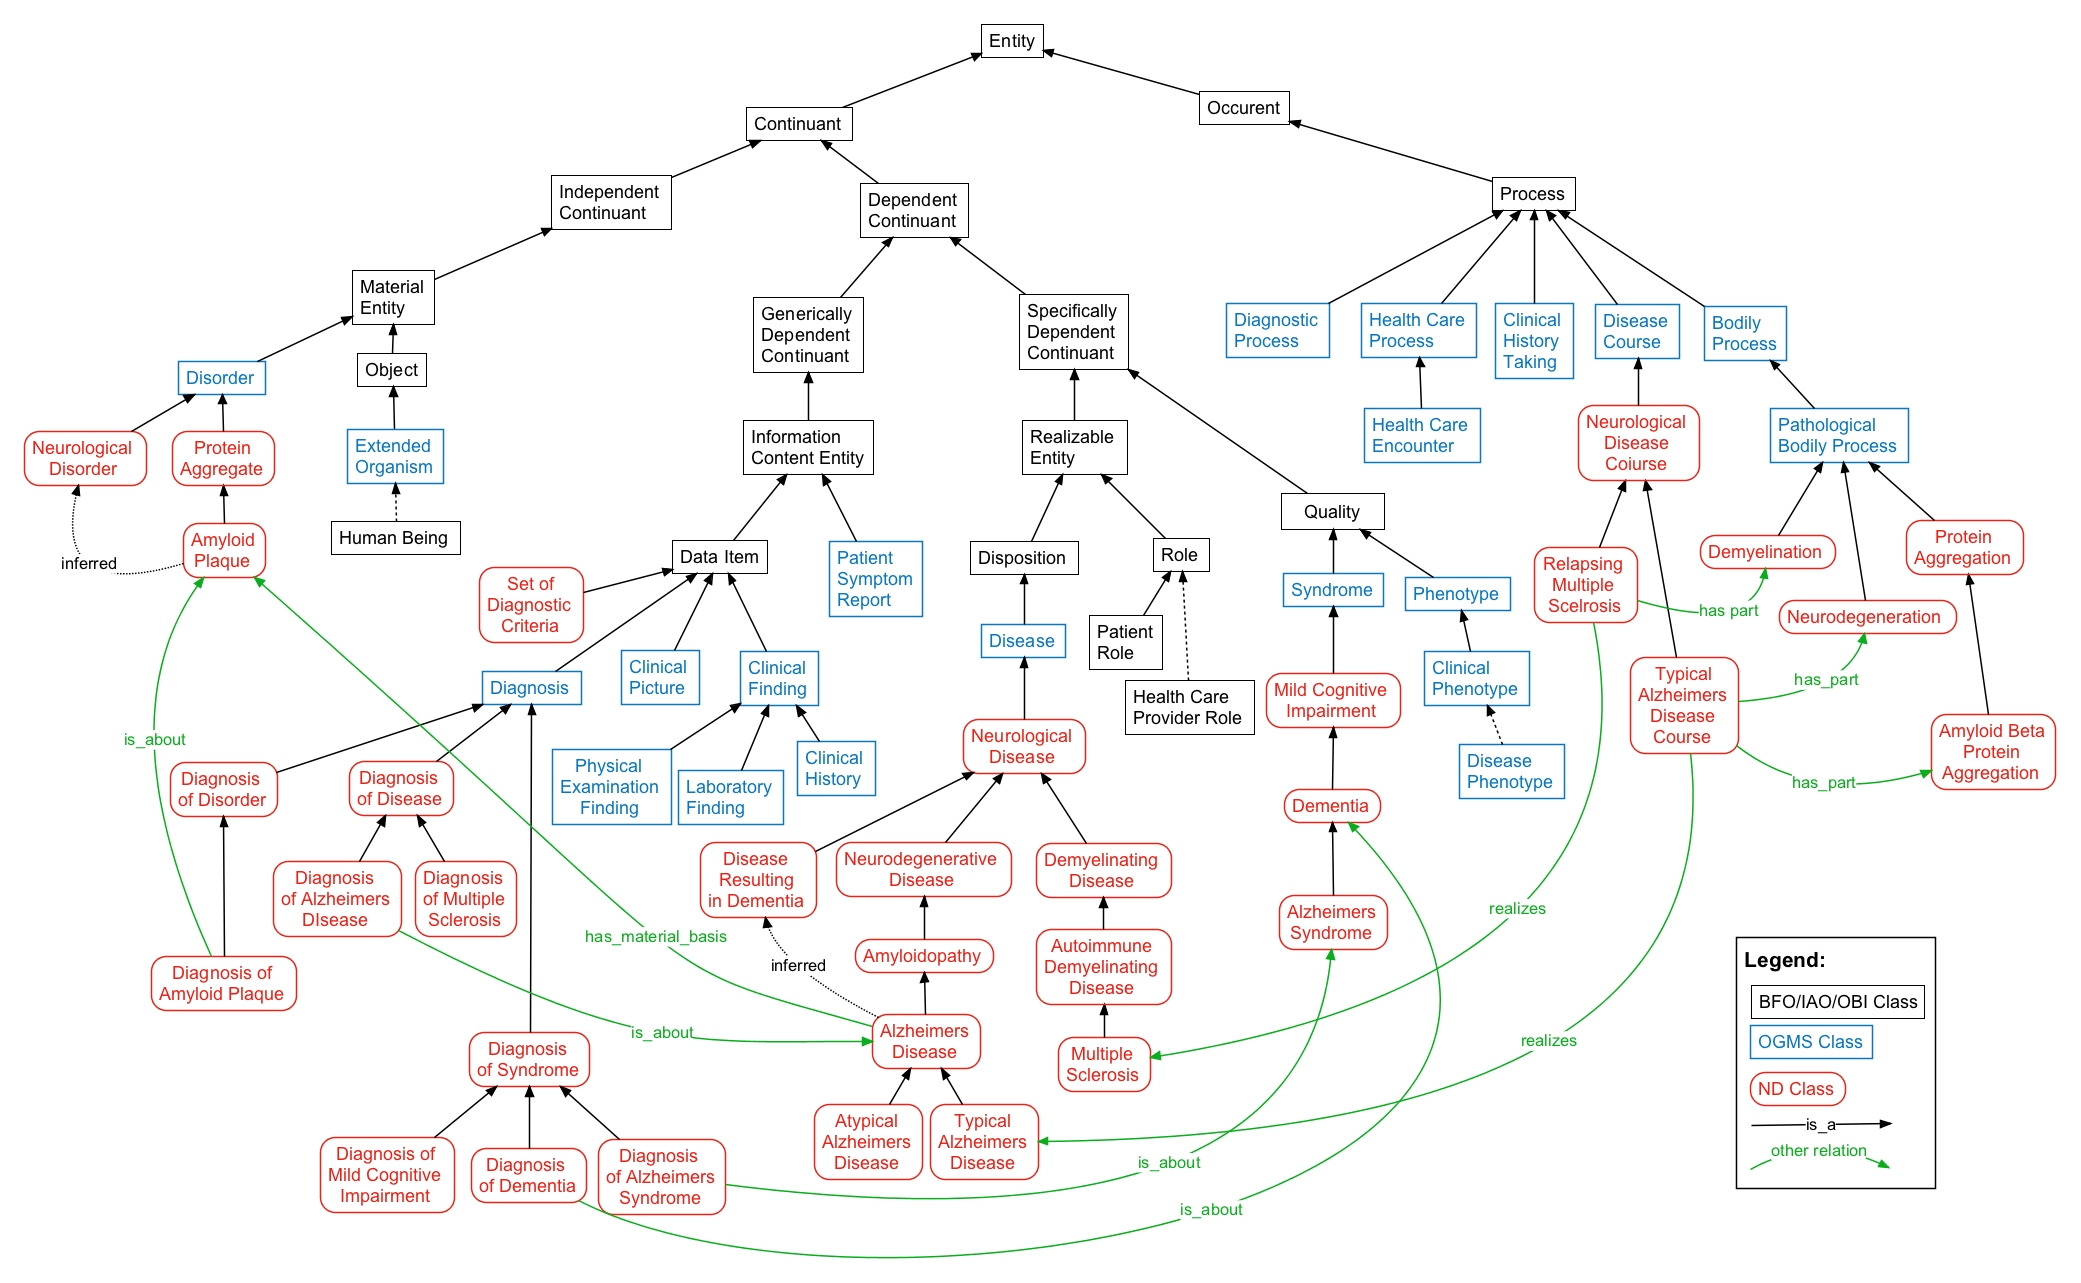 Entity
Occurent
Continuant
Independent
Continuant
Dependent
Continuant
Process
Material
Entity
Generically
Dependent
Continuant
Specifically
Dependent
Continuant
Diagnostic
Process
Health Care
Process
Clinical
History
Taking
Disease
Course
Bodily
Process
Disorder
Object
Neurological
Disorder
Protein
Aggregate
Extended
Organism
Information
Content Entity
Realizable
Entity
Health Care
Encounter
Neurological
Disease
Coiurse
Pathological
Bodily Process
Quality
Amyloid
Plaque
inferred
Human Being
Data Item
Patient
Symptom
Report
Disposition
Role
Set of
Diagnostic
Criteria
Syndrome
Phenotype
Relapsing
Multiple
Scelrosis
has part
Demyelination
Protein
Aggregation
Neurodegeneration
Disease
Patient
Role
Health Care
Provider Role
Diagnosis
Clinical
Picture
Clinical
Finding
Mild Cognitive
Impairment
Clinical
Phenotype
Typical
Alzheimers
Disease
Course
has_part
has_part
Amyloid Beta
Protein
Aggregation
is_about
Neurological
Disease
Physical
Examination
Finding
Laboratory
Finding
Clinical
History
Disease
Phenotype
Diagnosis
of Disorder
Diagnosis
of Disease
Dementia
Diagnosis
of Alzheimers
DIsease
Diagnosis
of Multiple
Sclerosis
Disease
Resulting
in Dementia
Neurodegenerative
Disease
Demyelinating
Disease
Alzheimers
Syndrome
realizes
has_material_basis
inferred
Amyloidopathy
Autoimmune
Demyelinating
Disease
Diagnosis of
Amyloid Plaque
is_about
Alzheimers
Disease
Multiple
Sclerosis
realizes
Diagnosis
of Syndrome
Atypical
Alzheimers
Disease
Typical
Alzheimers
Disease
Diagnosis of
Mild Cognitive
Impairment
Diagnosis
of Dementia
Diagnosis
of Alzheimers
Syndrome
is_about
is_about
Legend:
BFO/IAO/OBI Class
OGMS Class
ND Class
is_a
other relation